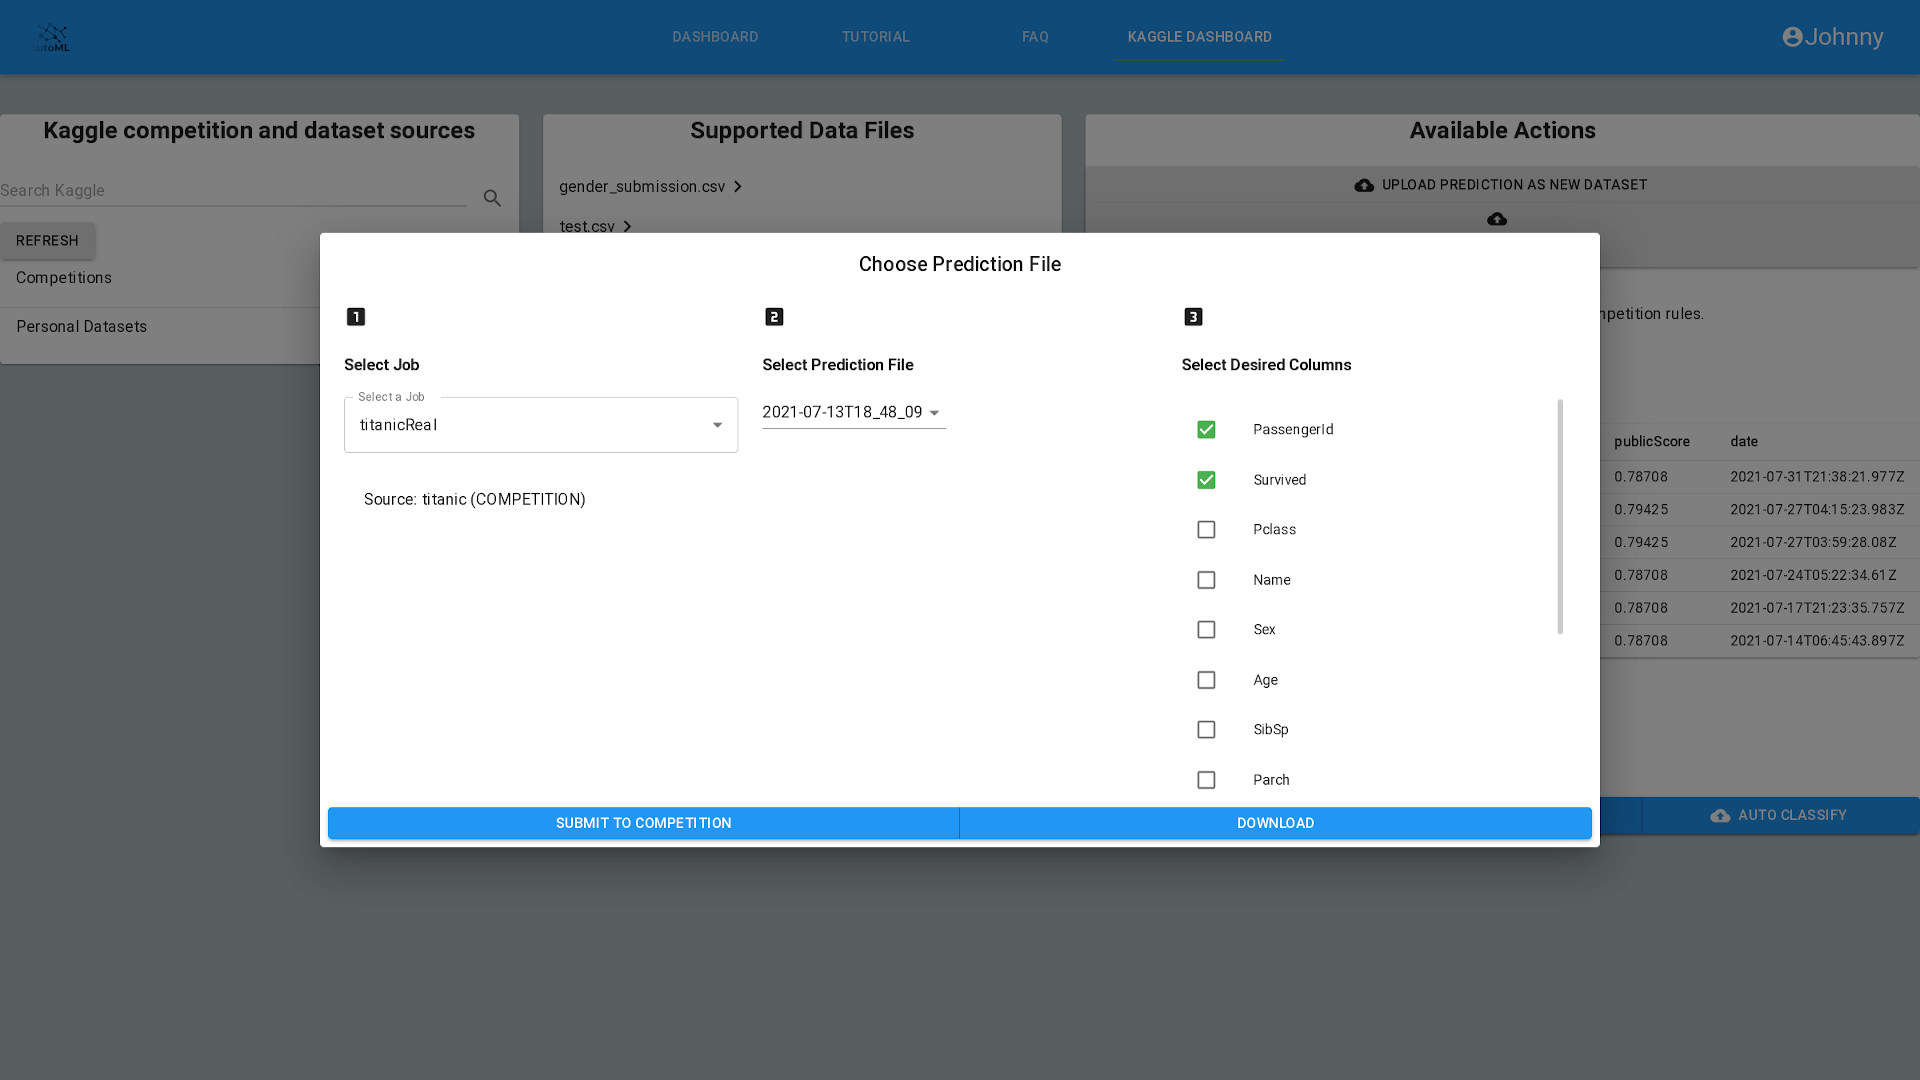 AutoML
DASHBOARD
TUTORIAL
FAQ
KAGGLE DASHBOARD
Johnny
Kaggle competition and dataset sources
Search Kaggle
REFRESH
Competitions
Personal Datasets
Supported Data Files
gender_submission.csv
test.csv
Available Actions
UPLOAD PREDICTION AS NEW DATASET
rules.
publicScore date
0.78708 2021-07-31T21:38:21.977Z
0.79425 2021-07-27T04:15:23.983Z
0.79425 2021-07-27T03:59:28.08Z
0.78708 2021-07-24T05:22:34.61Z
0.78708 2021-07-17T21:23:35.757Z
0.78708 2021-07-14T06:45:43.897Z
AUTO CLASSIFY
Choose Prediction File
1
Select Job
Select a Job
titanicReal
Source: titanic (COMPETITION)
2
Select Prediction File
2021-07-13T18_48_09
3
Select Desired Columns
PassengerId
Survived
Pclass
Name
Sex
Age
SibSp
Parch
SUBMIT TO COMPETITION
DOWNLOAD